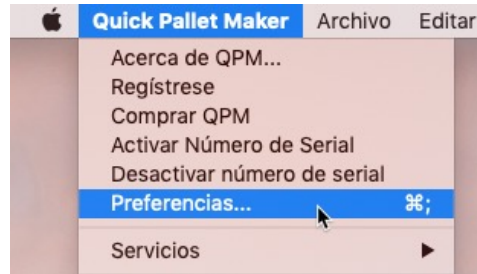 Quick Pallet Maker Archivo Editar
Acerca de QPM...
Regístrese
Comprar QPM
Activar Número de Serial
Desactivar número de serial
Preferencias... ⌘;
Servicios ▶